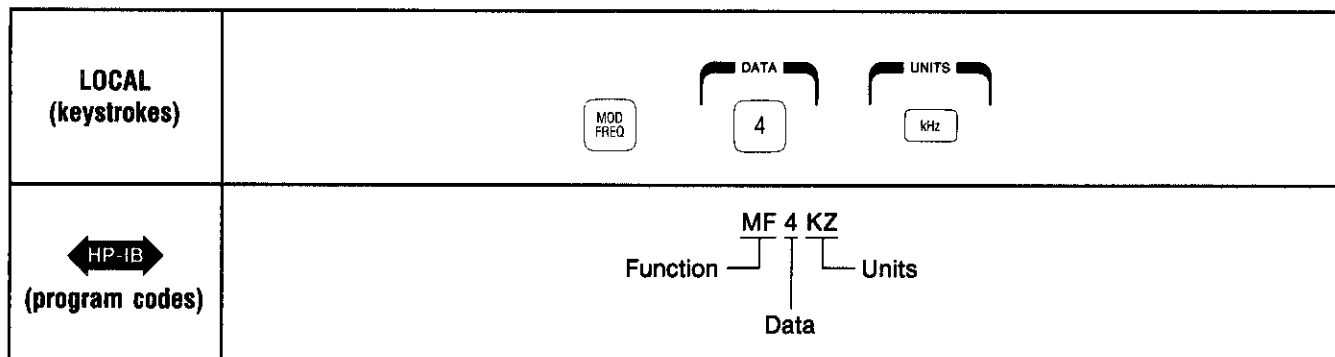 LOCAL
(keystrokes)
MOD
FREQ
DATA
4
UNITS
kHz
HP-IB
(program codes)
MF 4 KZ
Function
Units
Data